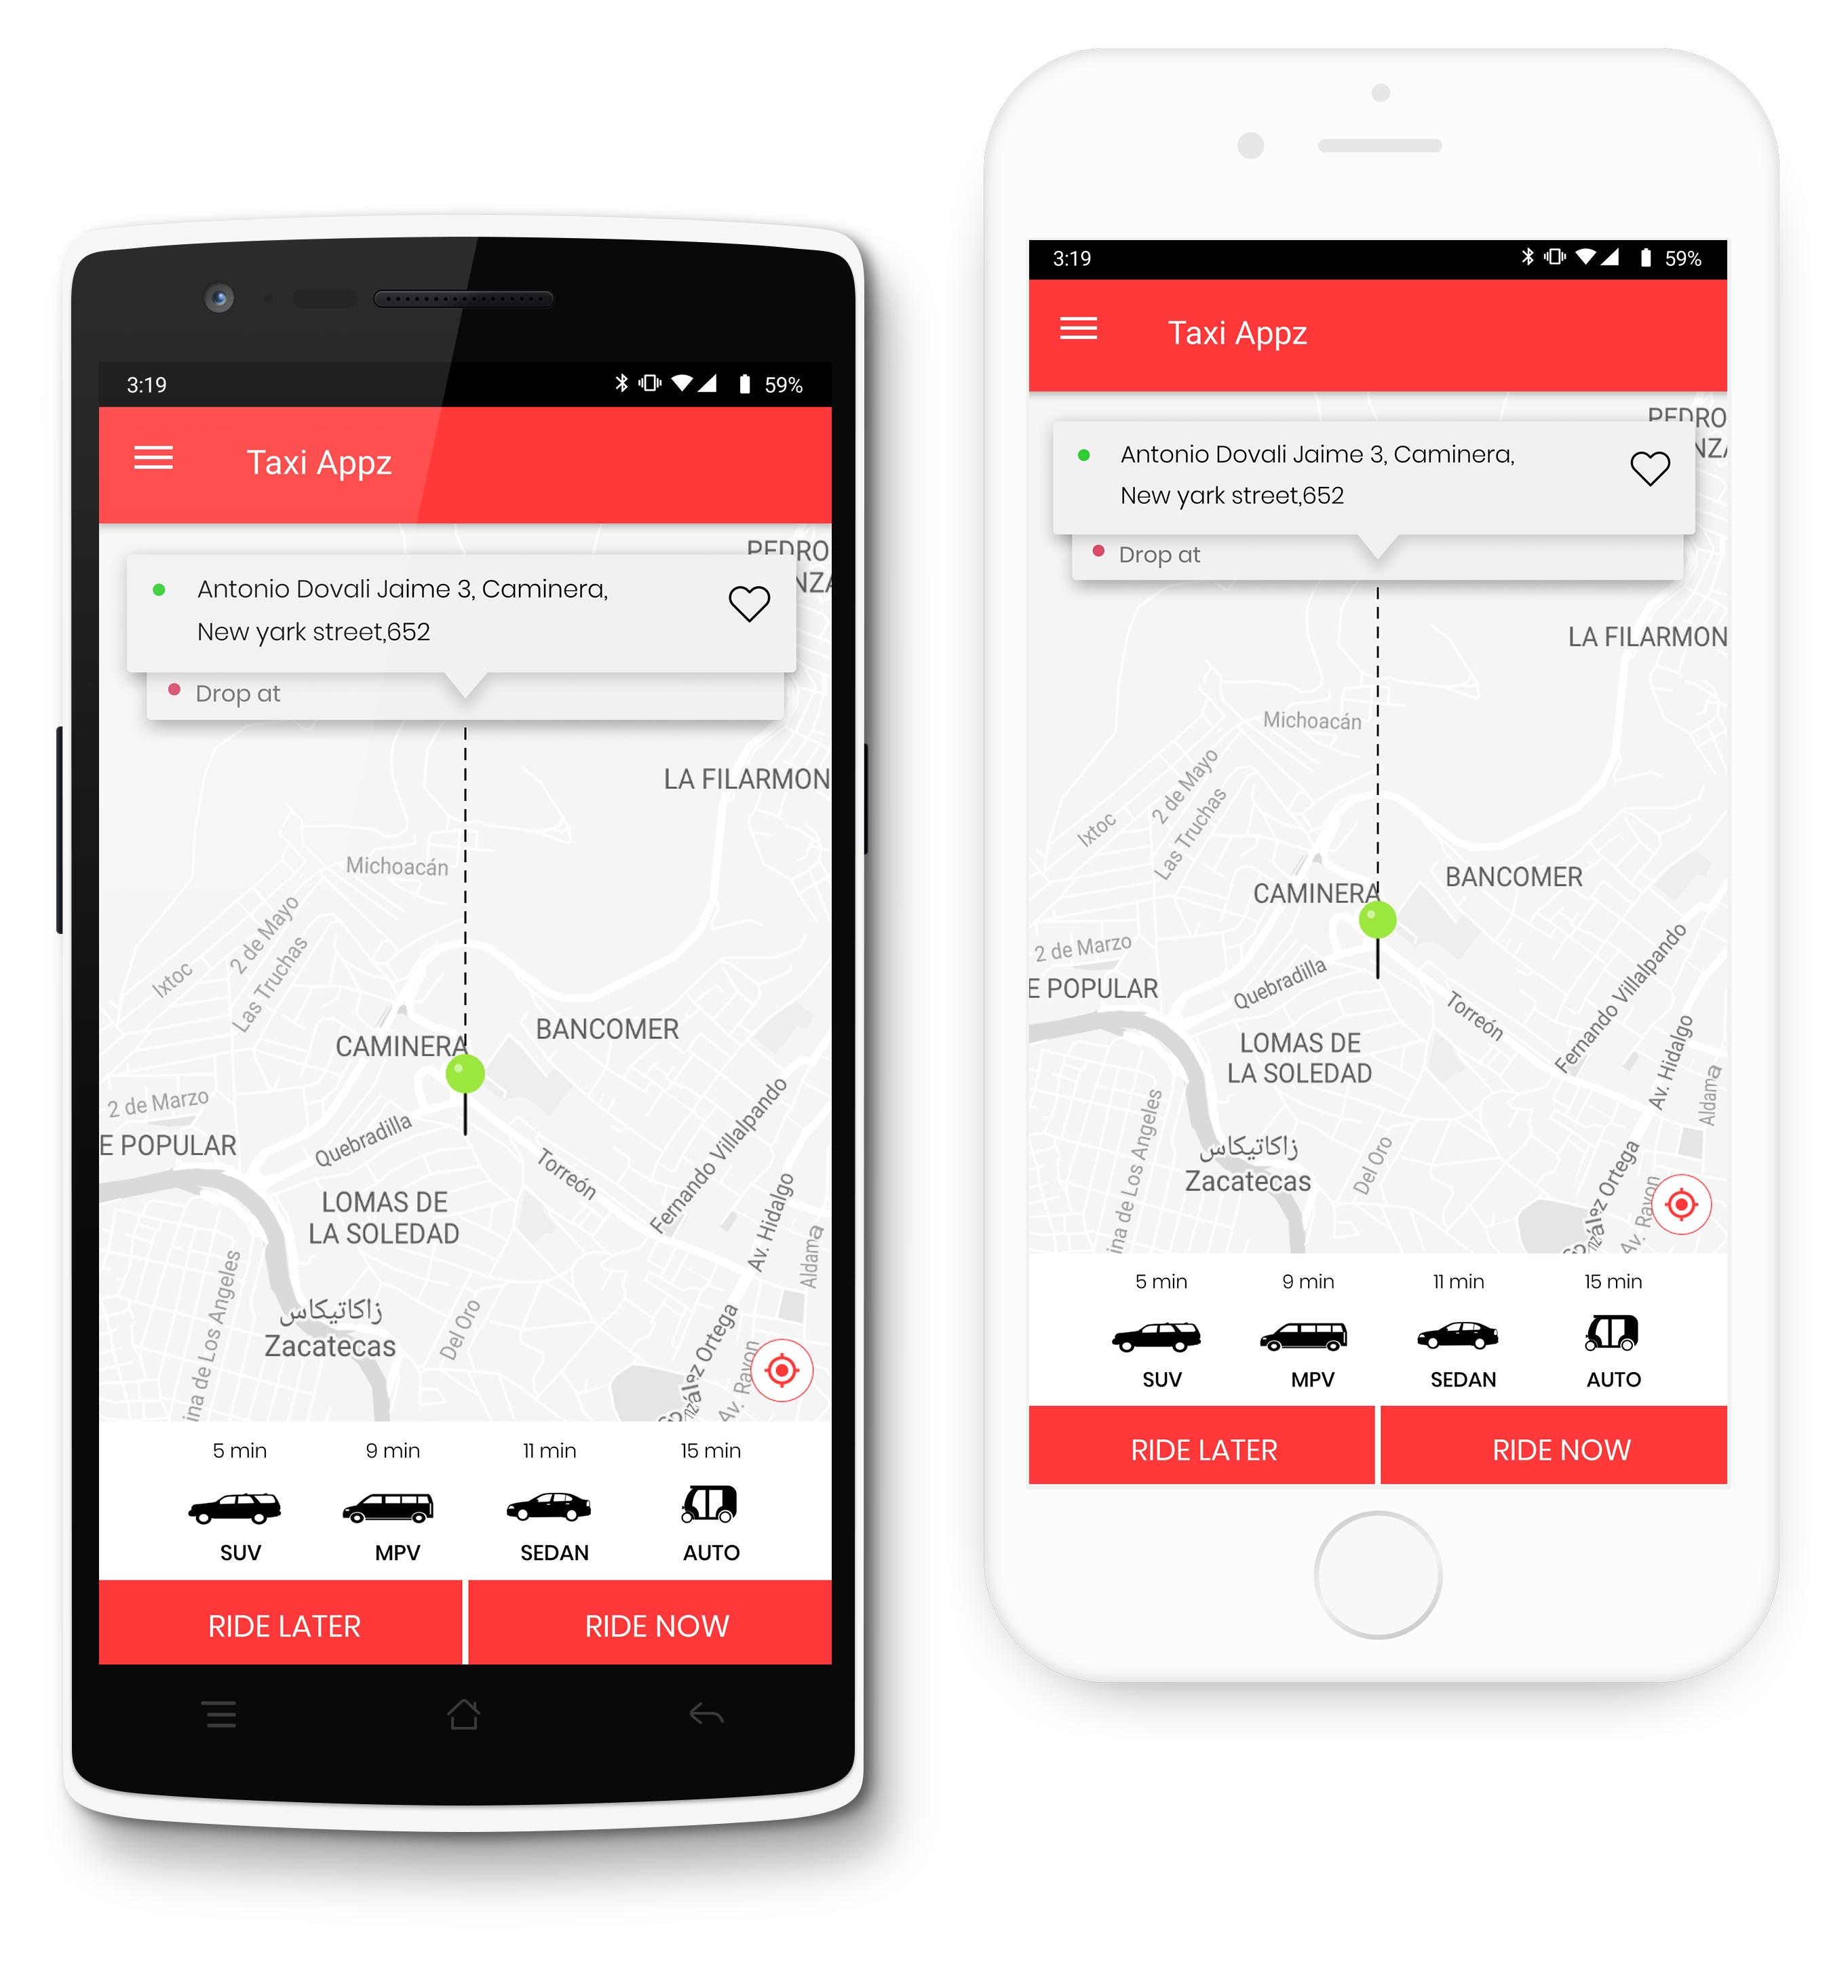 3:19
59%
Taxi Appz
PEDRO
NZA
Antonio Dovali Jaime 3, Caminera,
New yark street,652
Drop at
LA FILARMON
Michoacán
2 de Mayo
Las Truchas
Ixtoc
CAMINERA
BANCOMER
2 de Marzo
E POPULAR
Quebradilla
Torreón
Fernando Villalpando
LOMAS DE
LA SOLEDAD
Av. Hidalgo
Aldama
زاكاتيكاس
Zacatecas
ina de Los Angeles
Del Oro
ález Ortega
Av. Rayon
5 min
9 min
11 min
15 min
SUV
MPV
SEDAN
AUTO
RIDE LATER
RIDE NOW
3:19
59%
Taxi Appz
PEDRO
NZA
Antonio Dovali Jaime 3, Caminera,
New yark street,652
Drop at
LA FILARMON
Michoacán
2 de Mayo
Las Truchas
Ixtoc
CAMINERA
BANCOMER
2 de Marzo
E POPULAR
Quebradilla
Torreón
Fernando Villalpando
LOMAS DE
LA SOLEDAD
Av. Hidalgo
Aldama
زاكاتيكاس
Zacatecas
ina de Los Angeles
Del Oro
ález Ortega
Av. Rayon
5 min
9 min
11 min
15 min
SUV
MPV
SEDAN
AUTO
RIDE LATER
RIDE NOW